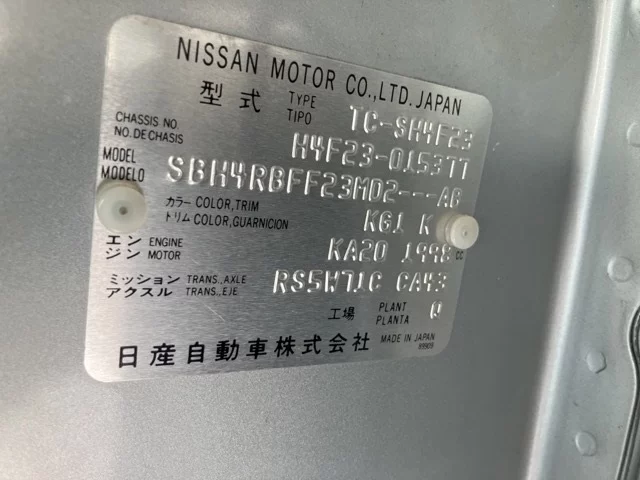 NISSAN MOTOR CO.,LTD. JAPAN
型式 TYPE TIPO TC-SH4F23
CHASSIS NO. NO. DE CHASIS H4F23-015377
MODEL MODELO SBH4RBFF23MD2---AB
カラー COLOR, TRIM トリム COLOR, GUARNICION KG1 K
エンジン ENGINE MOTOR KA20 1998 CC
ミッション TRANS., AXLE アクスル TRANS., EJE RS5W71C CA43
工場 PLANT PLANTA Q
日産自動車株式会社 MADE IN JAPAN